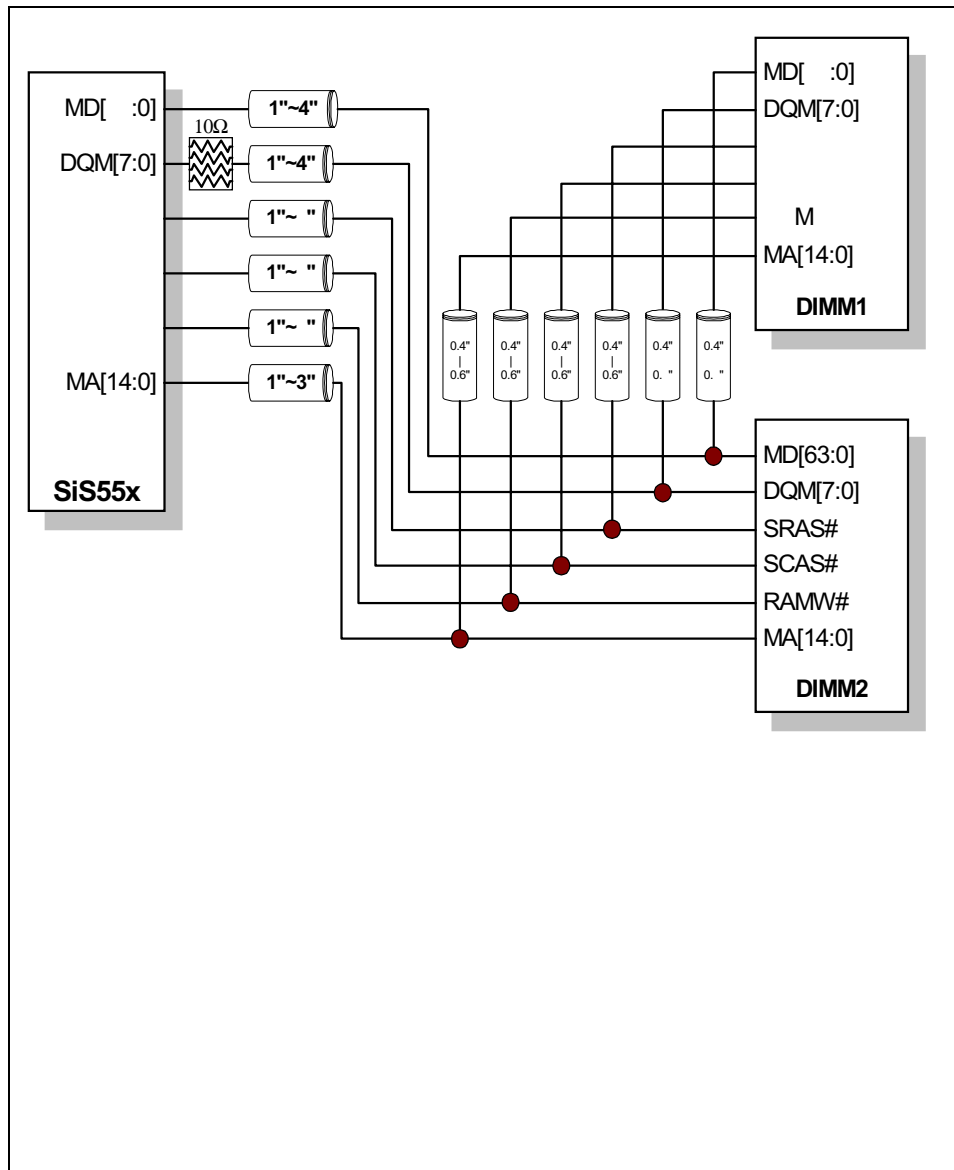 MD[ :0]
DQM[7:0]
MA[14:0]
SiS55x
10Ω
1"~4"
1"~4"
1"~ "
1"~ "
1"~ "
1"~3"
MD[ :0]
DQM[7:0]
M
MA[14:0]
DIMM1
0.4" | 0.6"
0.4" | 0.6"
0.4" | 0.6"
0.4" | 0.6"
0.4" 0. "
0.4" 0. "
MD[63:0]
DQM[7:0]
SRAS#
SCAS#
RAMW#
MA[14:0]
DIMM2